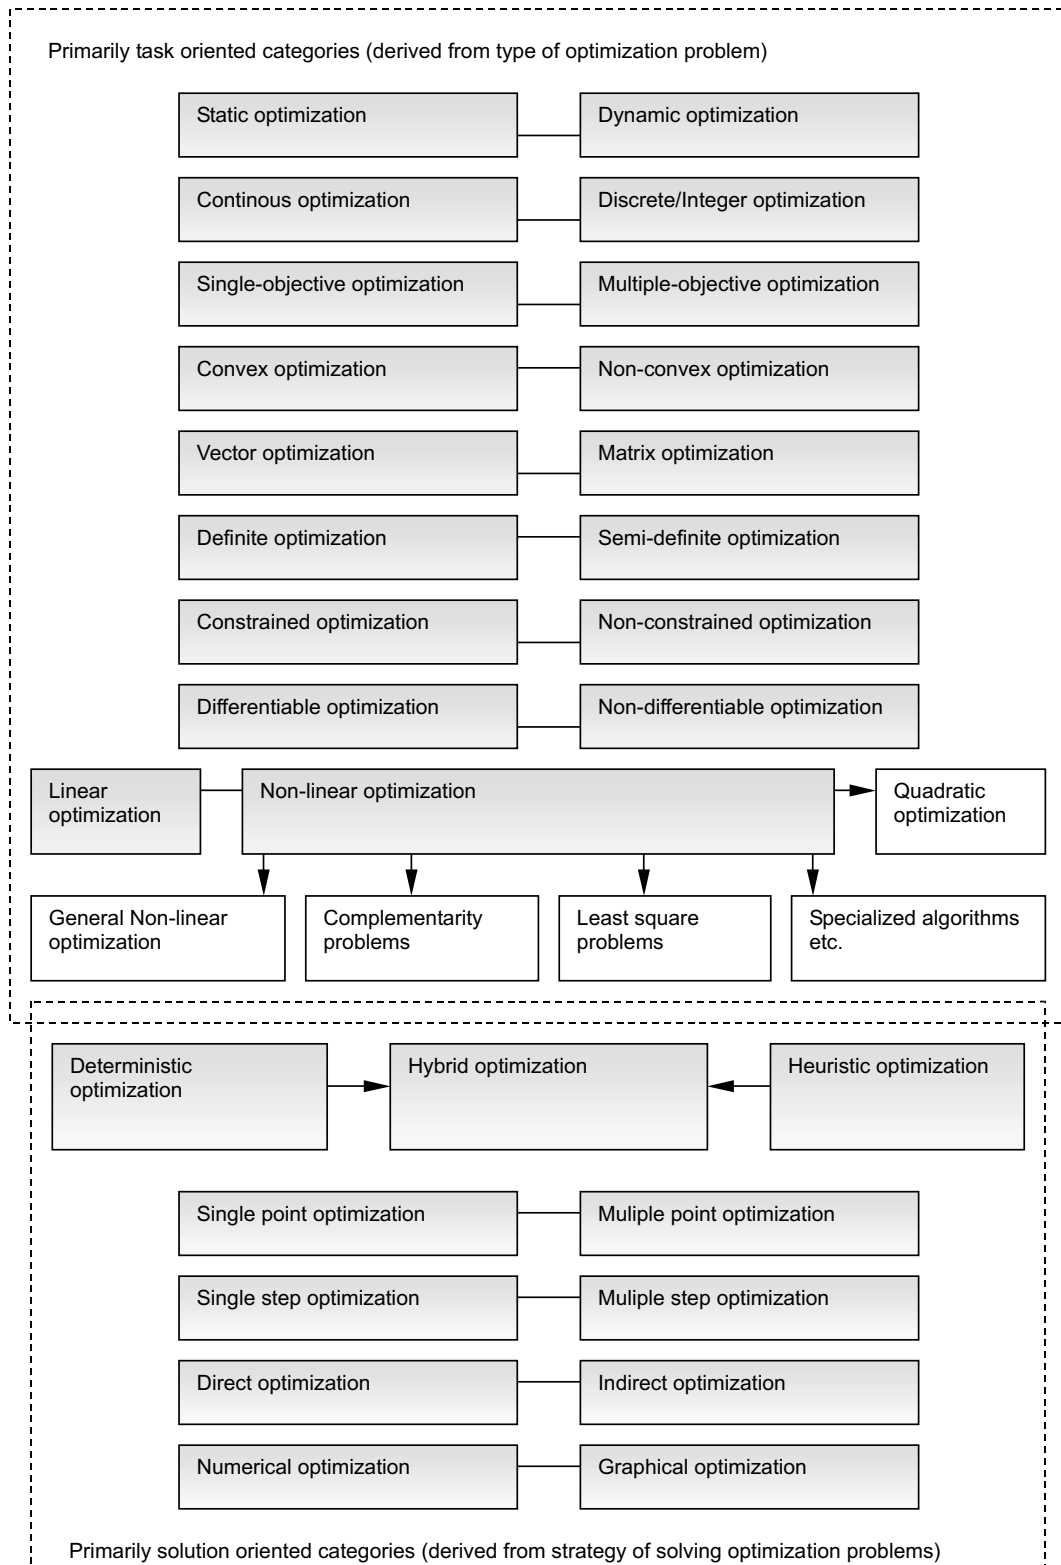 Primarily task oriented categories (derived from type of optimization problem)
Static optimization
Dynamic optimization
Continous optimization
Discrete/Integer optimization
Single-objective optimization
Multiple-objective optimization
Convex optimization
Non-convex optimization
Vector optimization
Matrix optimization
Definite optimization
Semi-definite optimization
Constrained optimization
Non-constrained optimization
Differentiable optimization
Non-differentiable optimization
Linear
optimization
Non-linear optimization
Quadratic
optimization
General Non-linear
optimization
Complementarity
problems
Least square
problems
Specialized algorithms
etc.
Deterministic
optimization
Hybrid optimization
Heuristic optimization
Single point optimization
Muliple point optimization
Single step optimization
Muliple step optimization
Direct optimization
Indirect optimization
Numerical optimization
Graphical optimization
Primarily solution oriented categories (derived from strategy of solving optimization problems)